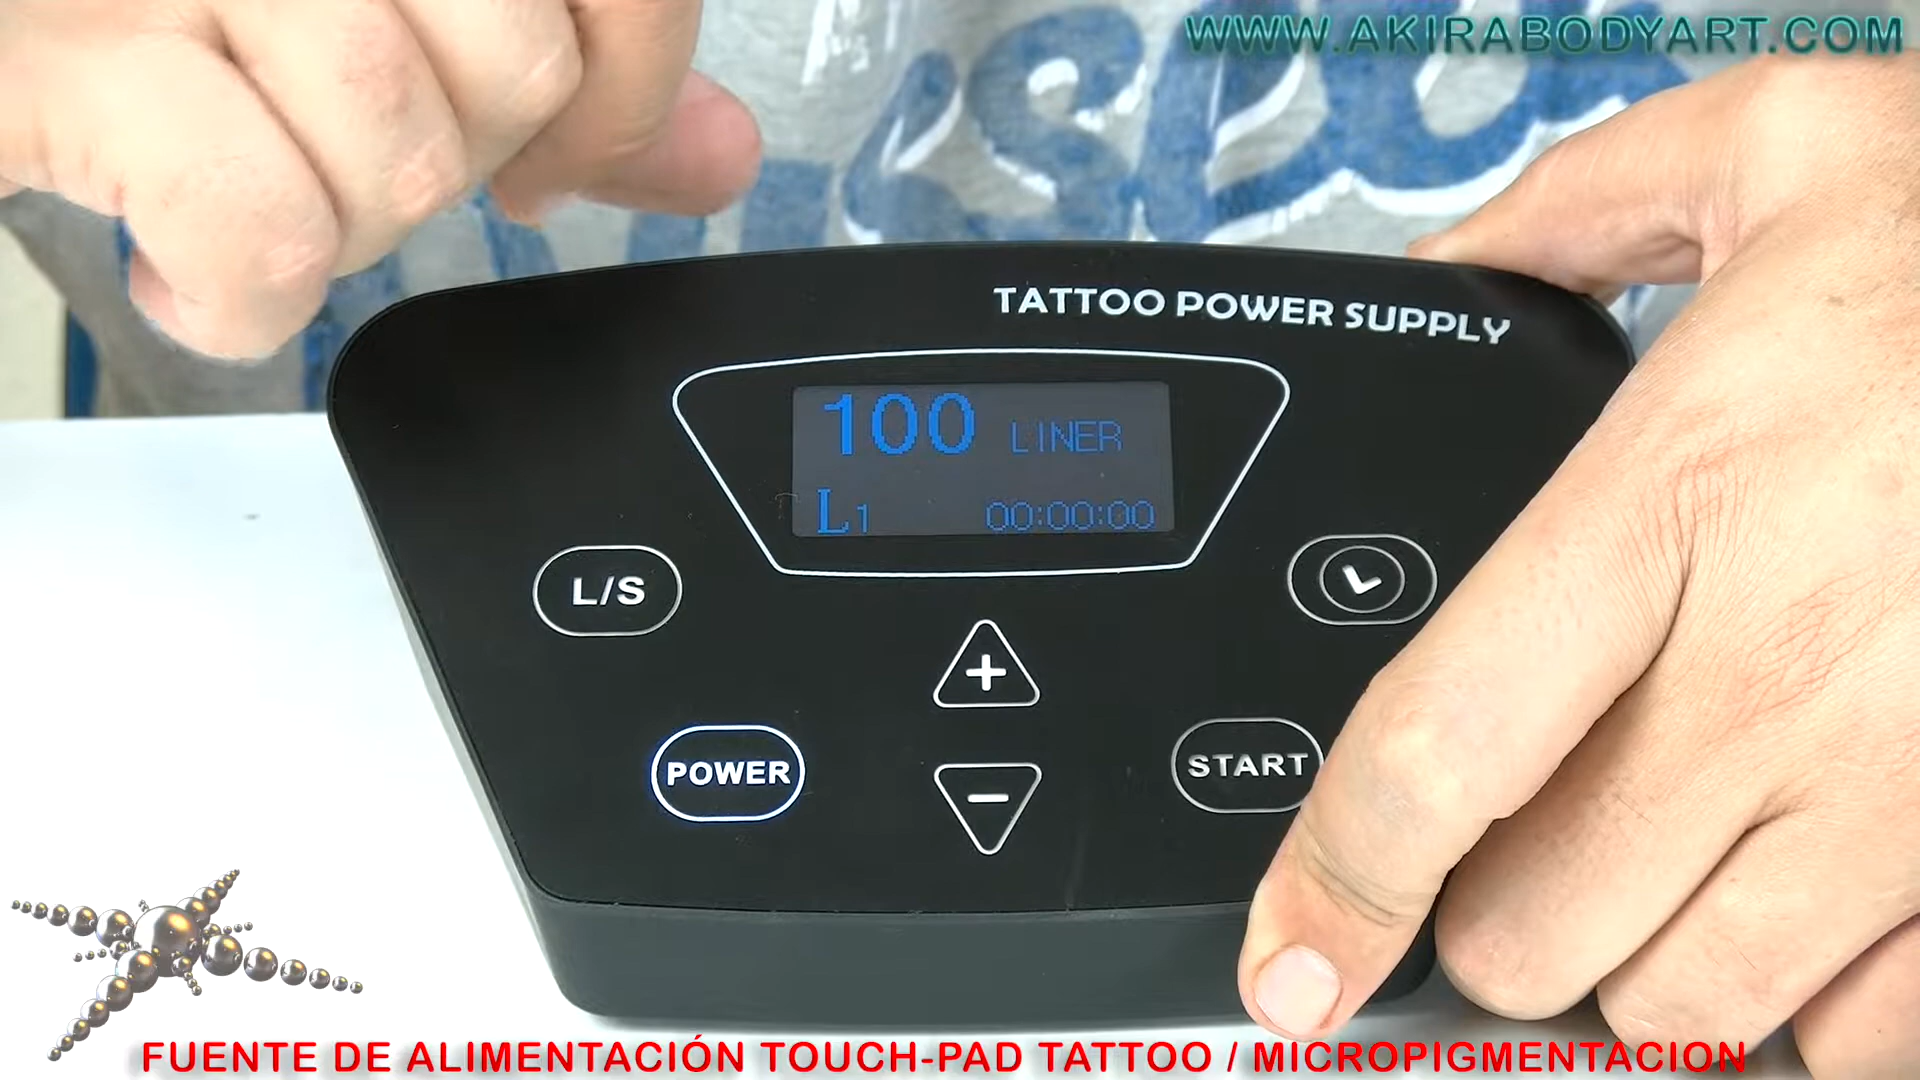 WWW.AKIRABODYART.COM
TATTOO POWER SUPPLY
100 LINER
L1 00:00:00
L/S
+
POWER
START
-
FUENTE DE ALIMENTACIÓN TOUCH-PAD TATTOO / MICROPIGMENTACION